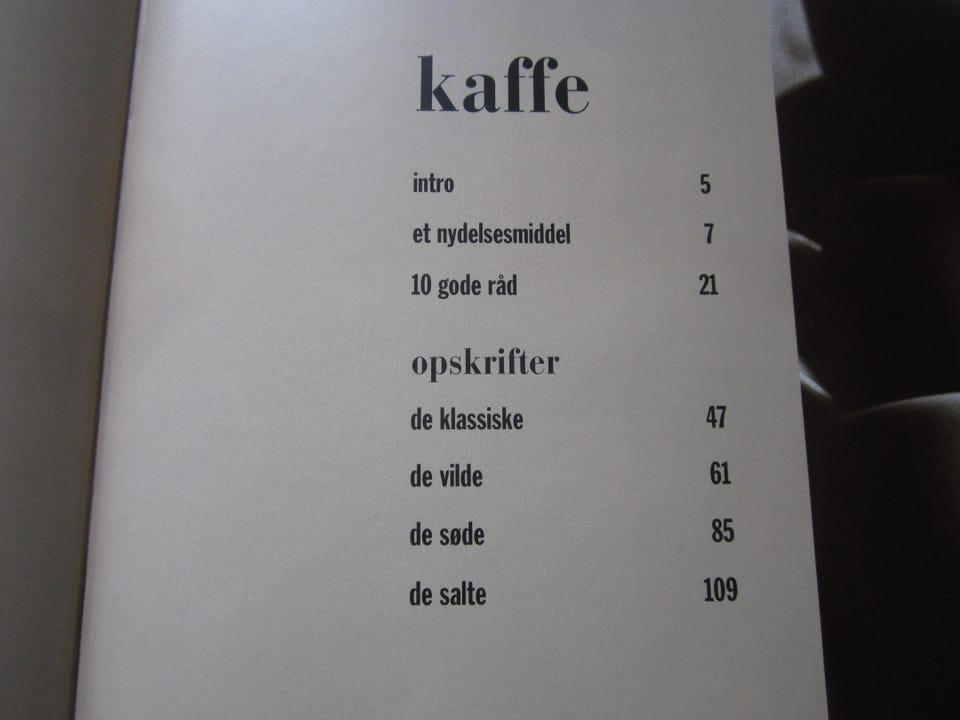 kaffe
intro 5
et nydelsesmiddel 7
10 gode råd 21
opskrifter
de klassiske 47
de vilde 61
de søde 85
de salte 109